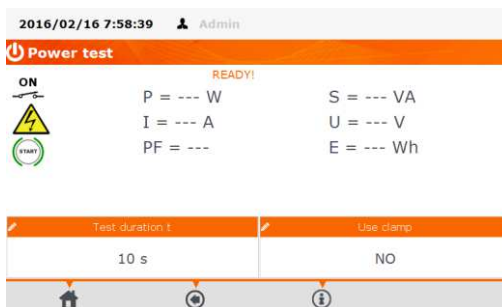 2016/02/16 7:58:39 Admin
Power test
READY!
ON
P = --- W
S = --- VA
I = --- A
U = --- V
START
PF = ---
E = --- Wh
Test duration t
Use clamp
10 s
NO